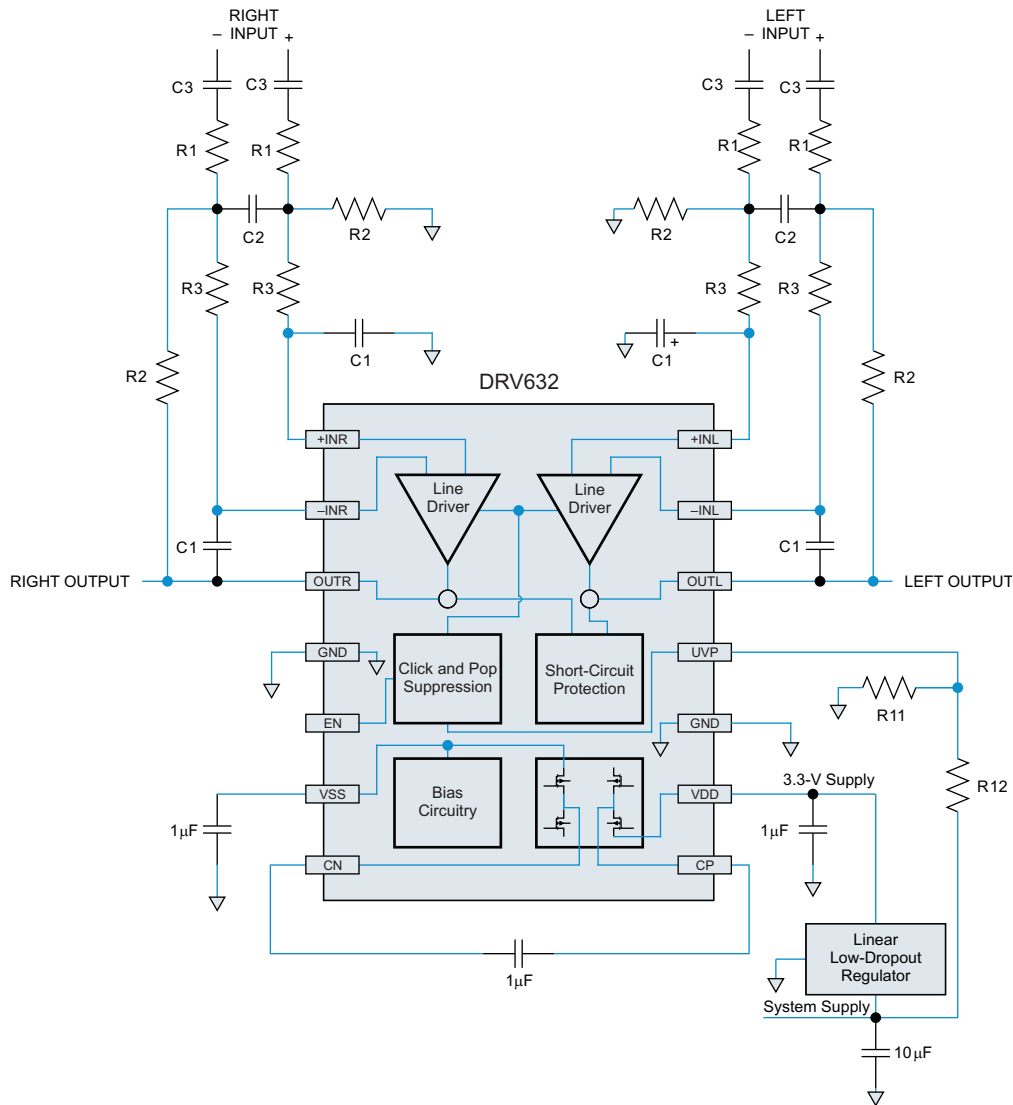 RIGHT
INPUT
– +
LEFT
INPUT
– +
C3
C3
C3
C3
R1
R1
R1
R1
C2
R2
R2
C2
R3
R3
R3
R3
C1
C1
+
R2
R2
DRV632
+INR
+INL
Line
Driver
Line
Driver
–INR
–INL
C1
C1
RIGHT OUTPUT
OUTR
OUTL
LEFT OUTPUT
GND
Click and Pop
Suppression
Short-Circuit
Protection
UVP
R11
EN
GND
R12
VSS
Bias
Circuitry
VDD
3.3-V Supply
1μF
1μF
CN
CP
1μF
Linear
Low-Dropout
Regulator
System Supply
10μF